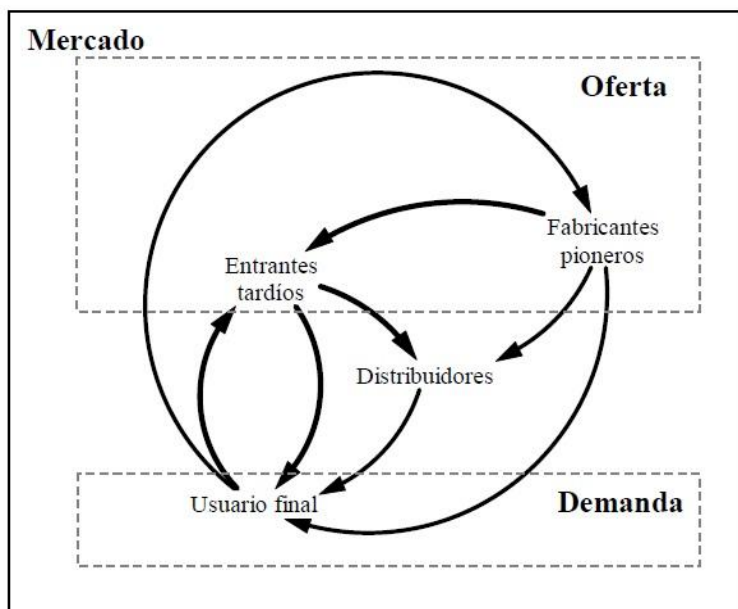 Mercado
Oferta
Fabricantes
pioneros
Entrantes
tardíos
Distribuidores
Usuario final
Demanda